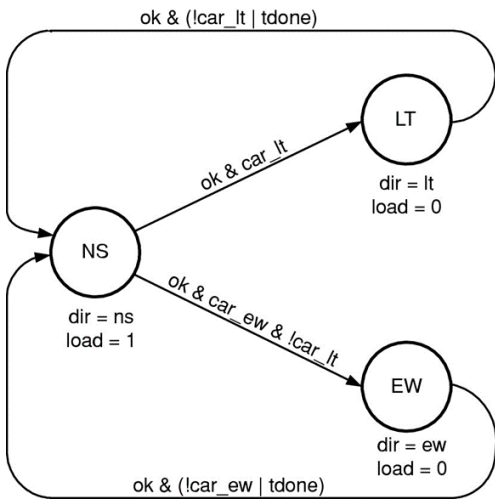 ok & (!car_lt | tdone)
LT
ok & car_lt
dir = lt
load = 0
NS
ok & car_ew & !car_lt
dir = ns
load = 1
EW
dir = ew
load = 0
ok & (!car_ew | tdone)